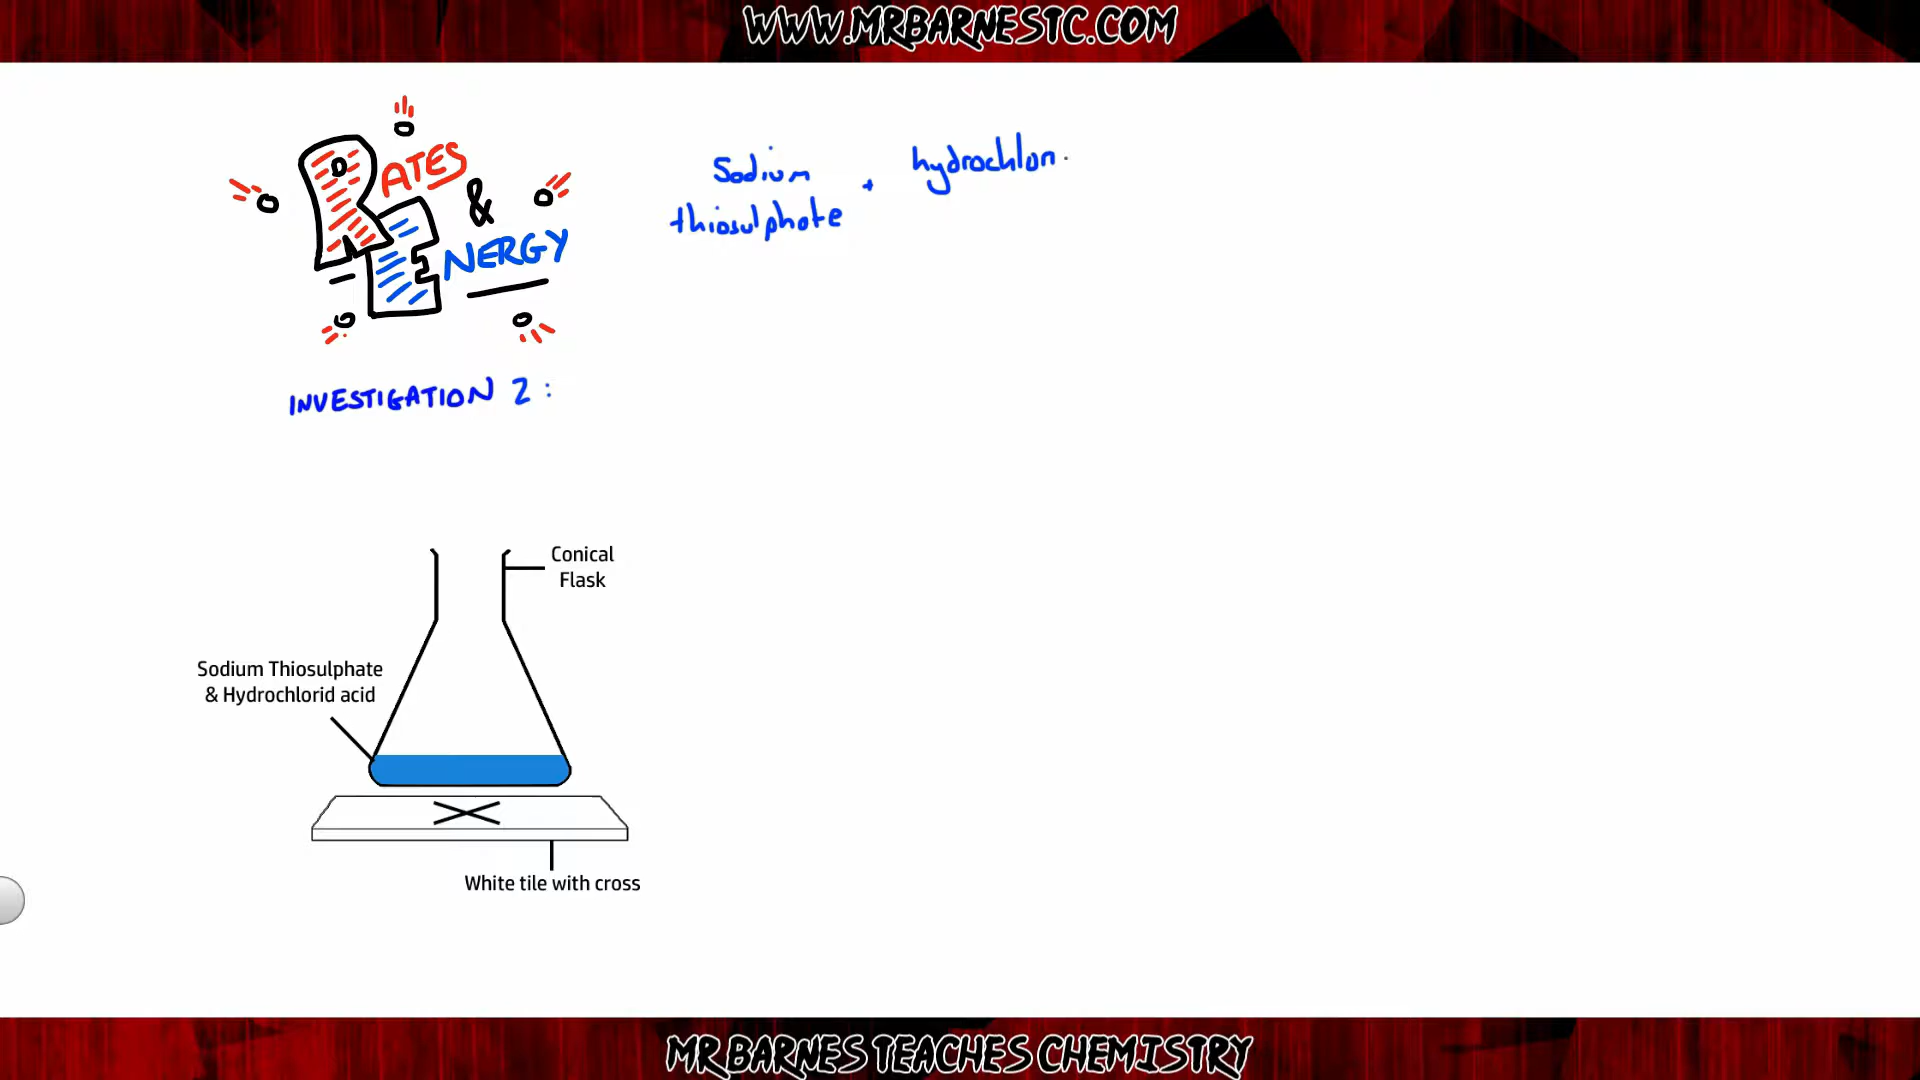 WWW.MRBARNESTC.COM
RATES
&
ENERGY
Sodium + hydrochlori
thiosulphate
INVESTIGATION 2:
Conical
Flask
Sodium Thiosulphate
& Hydrochlorid acid
White tile with cross
MR BARNES TEACHES CHEMISTRY